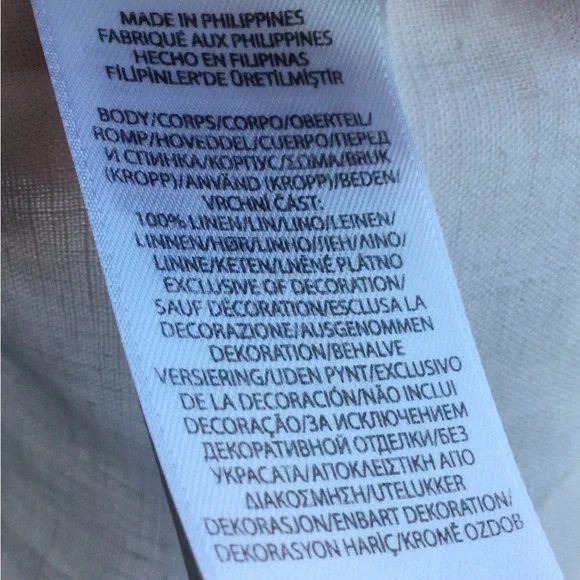 MADE IN PHILIPPINES
FABRIQUÉ AUX PHILIPPINES
HECHO EN FILIPINAS
FİLİPİNLER'DE ÜRETİLMİŞTİR
BODY/CORPS/CORPO/OBERTEIL/
ROMP/HOVEDDEL/CUERPO/ПЕРЕД
И СПИНКА/КОРПУС/ΣΩΜΑ/BRUK
(KROPP)/ANVÄND (KROPP)/BEDEN/
VRCHNÍ ČÁST:
100% LINEN/LIN/LINO/LEINEN/
LINNEN/HØR/LINHO/ЛЕН/ΛΙΝΟ/
LINNE/KETEN/LNĚNÉ PLÁTNO
EXCLUSIVE OF DECORATION/
SAUF DÉCORATION/ESCLUSA LA
DECORAZIONE/AUSGENOMMEN
DEKORATION/BEHALVE
VERSIERING/UDEN PYNT/EXCLUSIVO
DE LA DECORACIÓN/NÃO INCLUI
DECORAÇÃO/ЗА ИСКЛЮЧЕНИЕМ
ДЕКОРАТИВНОЙ ОТДЕЛКИ/БЕЗ
УКРАСАТА/ΑΠΟΚΛΕΙΣΤΙΚΗ ΑΠΟ
ΔΙΑΚΟΣΜΗΣΗ/UTELUKKER
DEKORASJON/ENBART DEKORATION/
DEKORASYON HARİÇ/KROMĚ OZDOB